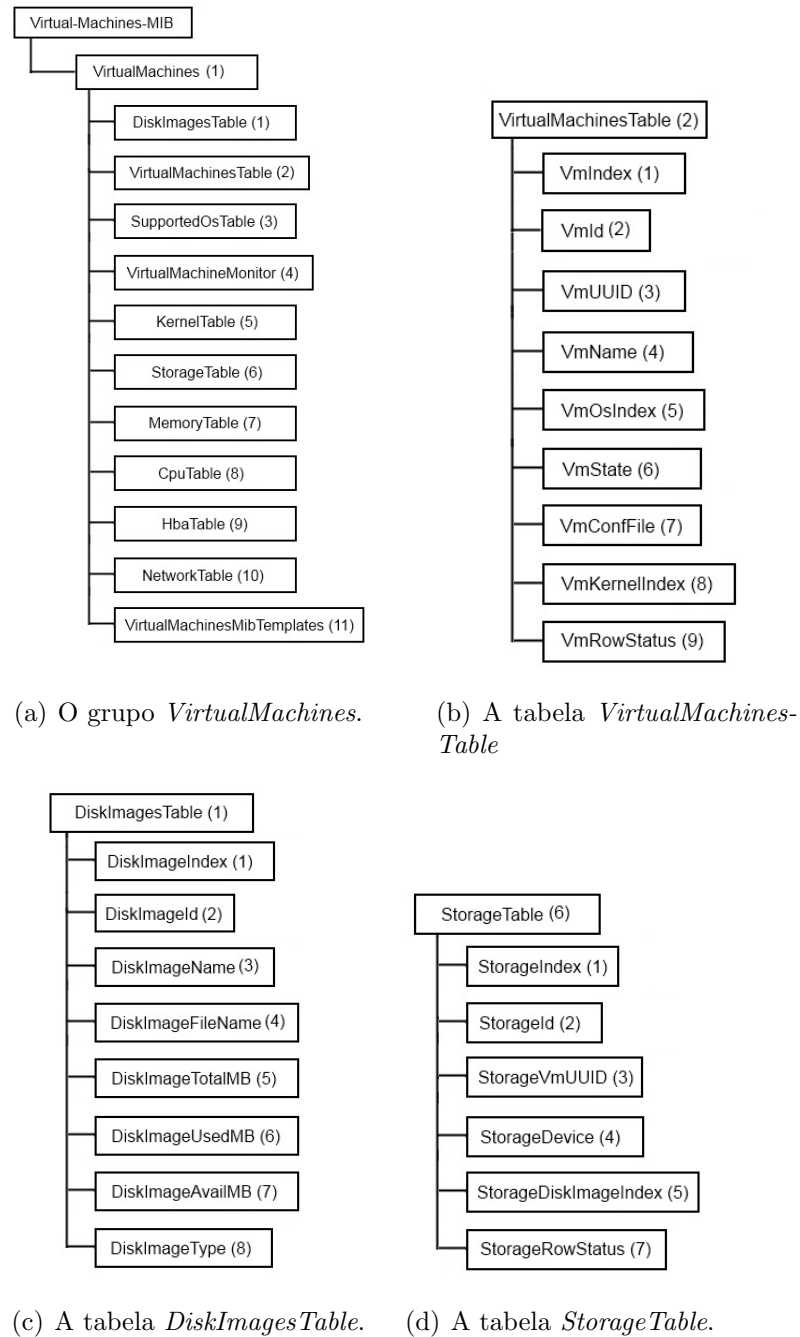 Virtual-Machines-MIB
VirtualMachines (1)
DiskImagesTable (1)
VirtualMachinesTable (2)
SupportedOsTable (3)
VirtualMachineMonitor (4)
KernelTable (5)
StorageTable (6)
MemoryTable (7)
CpuTable (8)
HbaTable (9)
NetworkTable (10)
VirtualMachinesMibTemplates (11)
(a) O grupo VirtualMachines.
VirtualMachinesTable (2)
VmIndex (1)
VmId (2)
VmUUID (3)
VmName (4)
VmOsIndex (5)
VmState (6)
VmConfFile (7)
VmKernelIndex (8)
VmRowStatus (9)
(b) A tabela VirtualMachines-
Table
DiskImagesTable (1)
DiskImageIndex (1)
DiskImageId (2)
DiskImageName (3)
DiskImageFileName (4)
DiskImageTotalMB (5)
DiskImageUsedMB (6)
DiskImageAvailMB (7)
DiskImageType (8)
(c) A tabela DiskImagesTable.
StorageTable (6)
StorageIndex (1)
StorageId (2)
StorageVmUUID (3)
StorageDevice (4)
StorageDiskImageIndex (5)
StorageRowStatus (7)
(d) A tabela StorageTable.